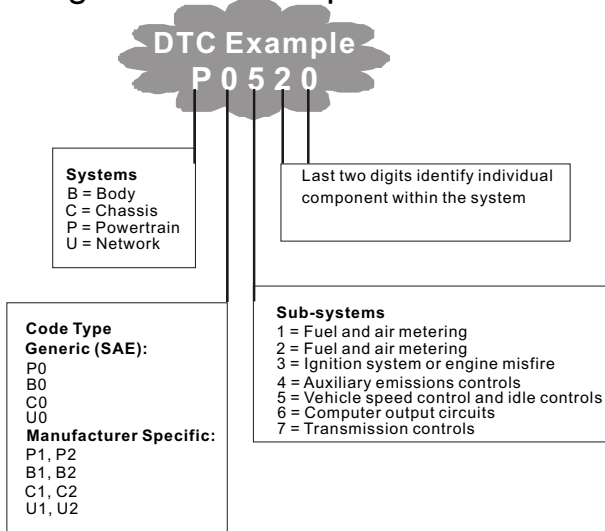 DTC Example
P 0 5 2 0
Systems
B = Body
C = Chassis
P = Powertrain
U = Network
Last two digits identify individual
component within the system
Code Type
Generic (SAE):
P0
B0
C0
U0
Manufacturer Specific:
P1, P2
B1, B2
C1, C2
U1, U2
Sub-systems
1 = Fuel and air metering
2 = Fuel and air metering
3 = Ignition system or engine misfire
4 = Auxiliary emissions controls
5 = Vehicle speed control and idle controls
6 = Computer output circuits
7 = Transmission controls